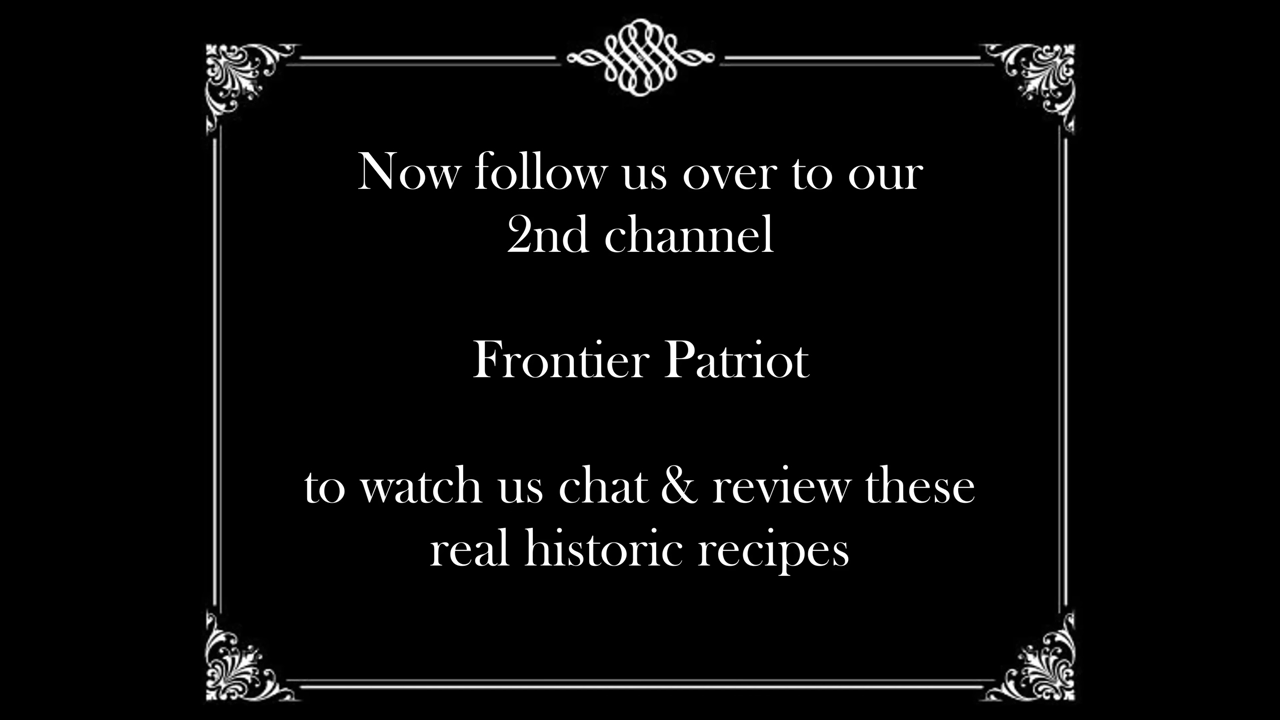 Now follow us over to our
2nd channel
Frontier Patriot
to watch us chat & review these
real historic recipes